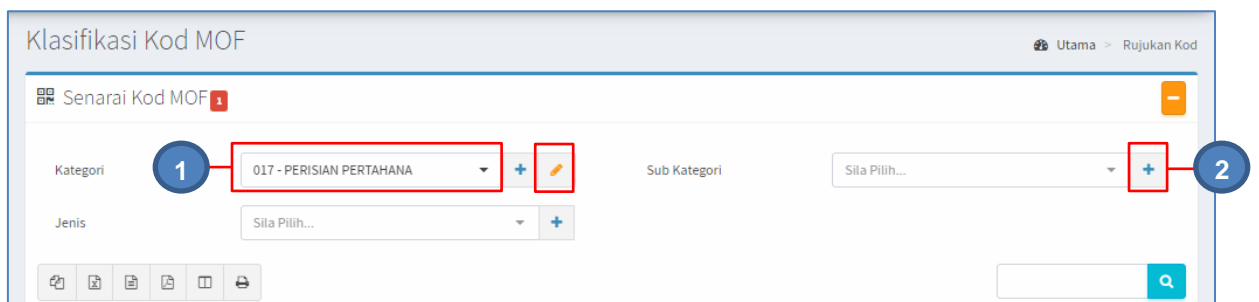 Klasifikasi Kod MOF
Utama > Rujukan Kod
Senarai Kod MOF 1
Kategori 1 017 - PERISIAN PERTAHANA Sub Kategori Sila Pilih... 2
Jenis Sila Pilih...